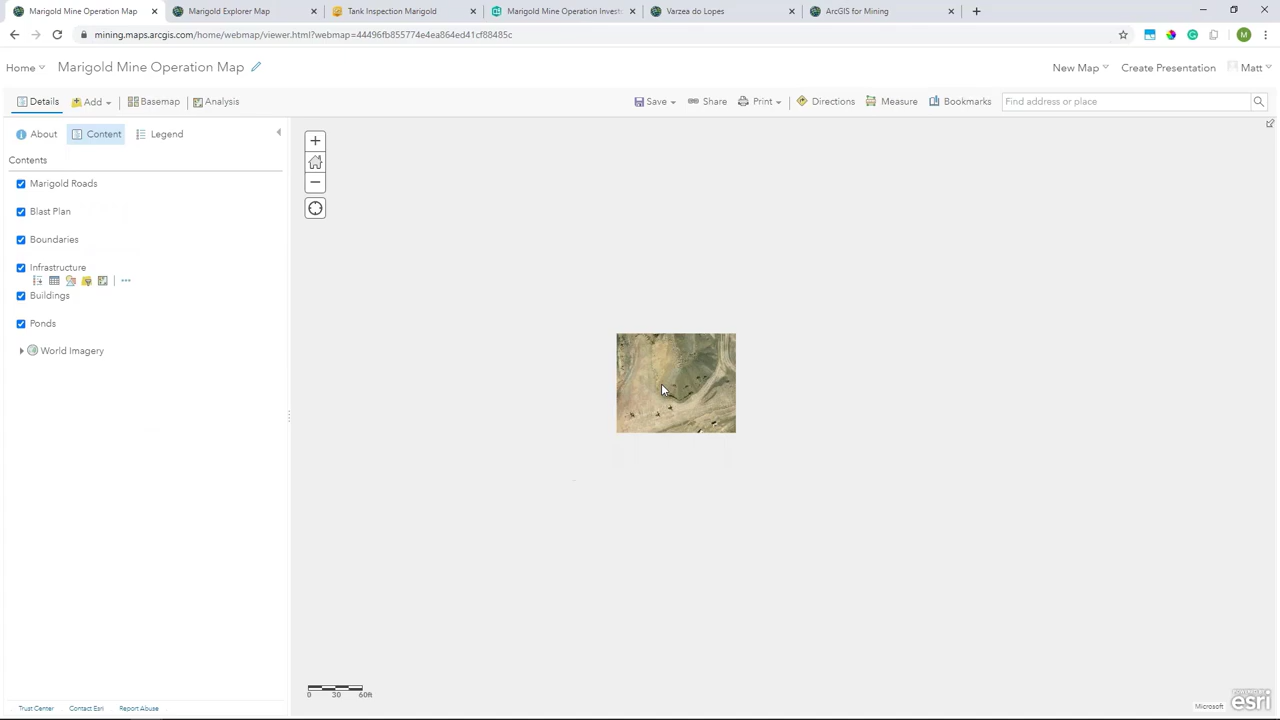 Marigold Mine Operation Map
Marigold Explorer Map
Tank Inspection Marigold
Marigold Mine Operation Invest
Varzea do Lopes
ArcGIS for Mining
mining.maps.arcgis.com/home/webmap/viewer.html?webmap=44496fb855774e4ea864ed41cf88485c
M
Home
Marigold Mine Operation Map
New Map
Create Presentation
Matt
Details
Add
Basemap
Analysis
Save
Share
Print
Directions
Measure
Bookmarks
Find address or place
About
Content
Legend
Contents
Marigold Roads
Blast Plan
Boundaries
Infrastructure
Buildings
Ponds
World Imagery
0 30 60ft
Trust Center
Contact Esri
Report Abuse
Microsoft
POWERED BY
esri